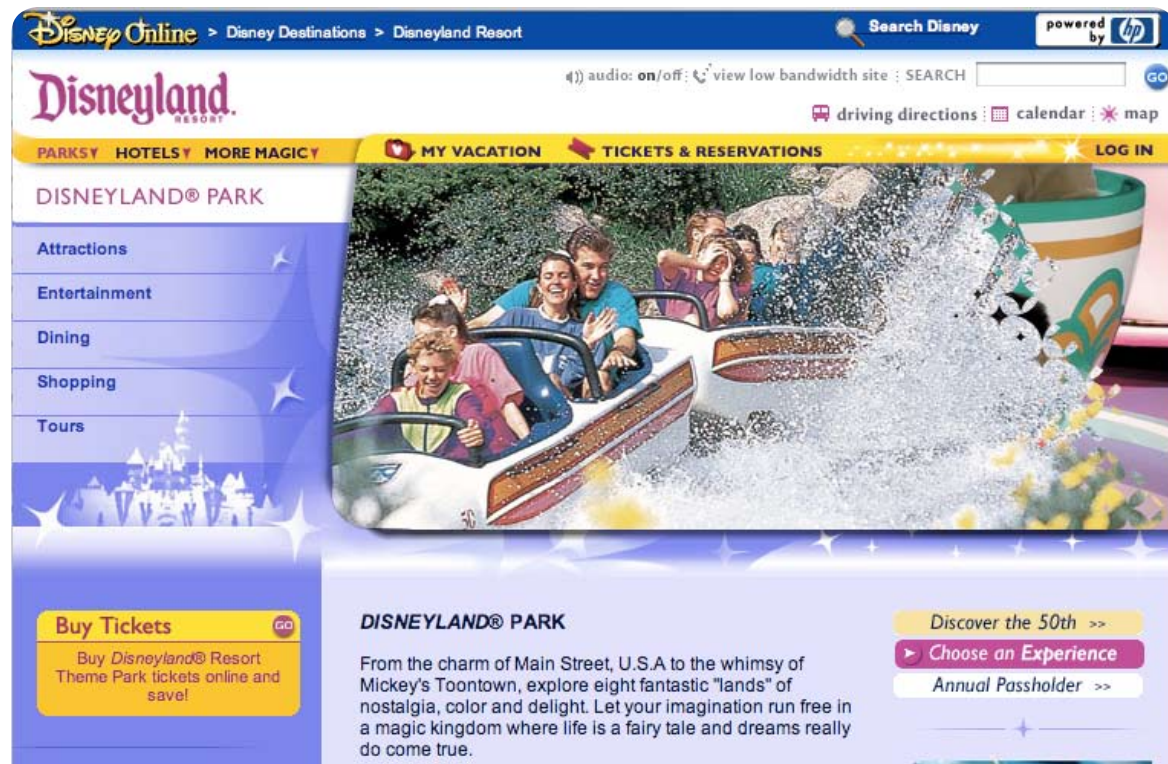 Disney Online > Disney Destinations > Disneyland Resort
Search Disney
powered by hp
Disneyland
RESORT
audio: on/off
view low bandwidth site
SEARCH
GO
driving directions
calendar
map
PARKS HOTELS MORE MAGIC
MY VACATION
TICKETS & RESERVATIONS
LOG IN
DISNEYLAND® PARK
Attractions
Entertainment
Dining
Shopping
Tours
Buy Tickets
GO
Buy Disneyland® Resort
Theme Park tickets online and
save!
DISNEYLAND® PARK
From the charm of Main Street, U.S.A to the whimsy of
Mickey's Toontown, explore eight fantastic "lands" of
nostalgia, color and delight. Let your imagination run free in
a magic kingdom where life is a fairy tale and dreams really
do come true.
Discover the 50th >>
Choose an Experience
Annual Passholder >>